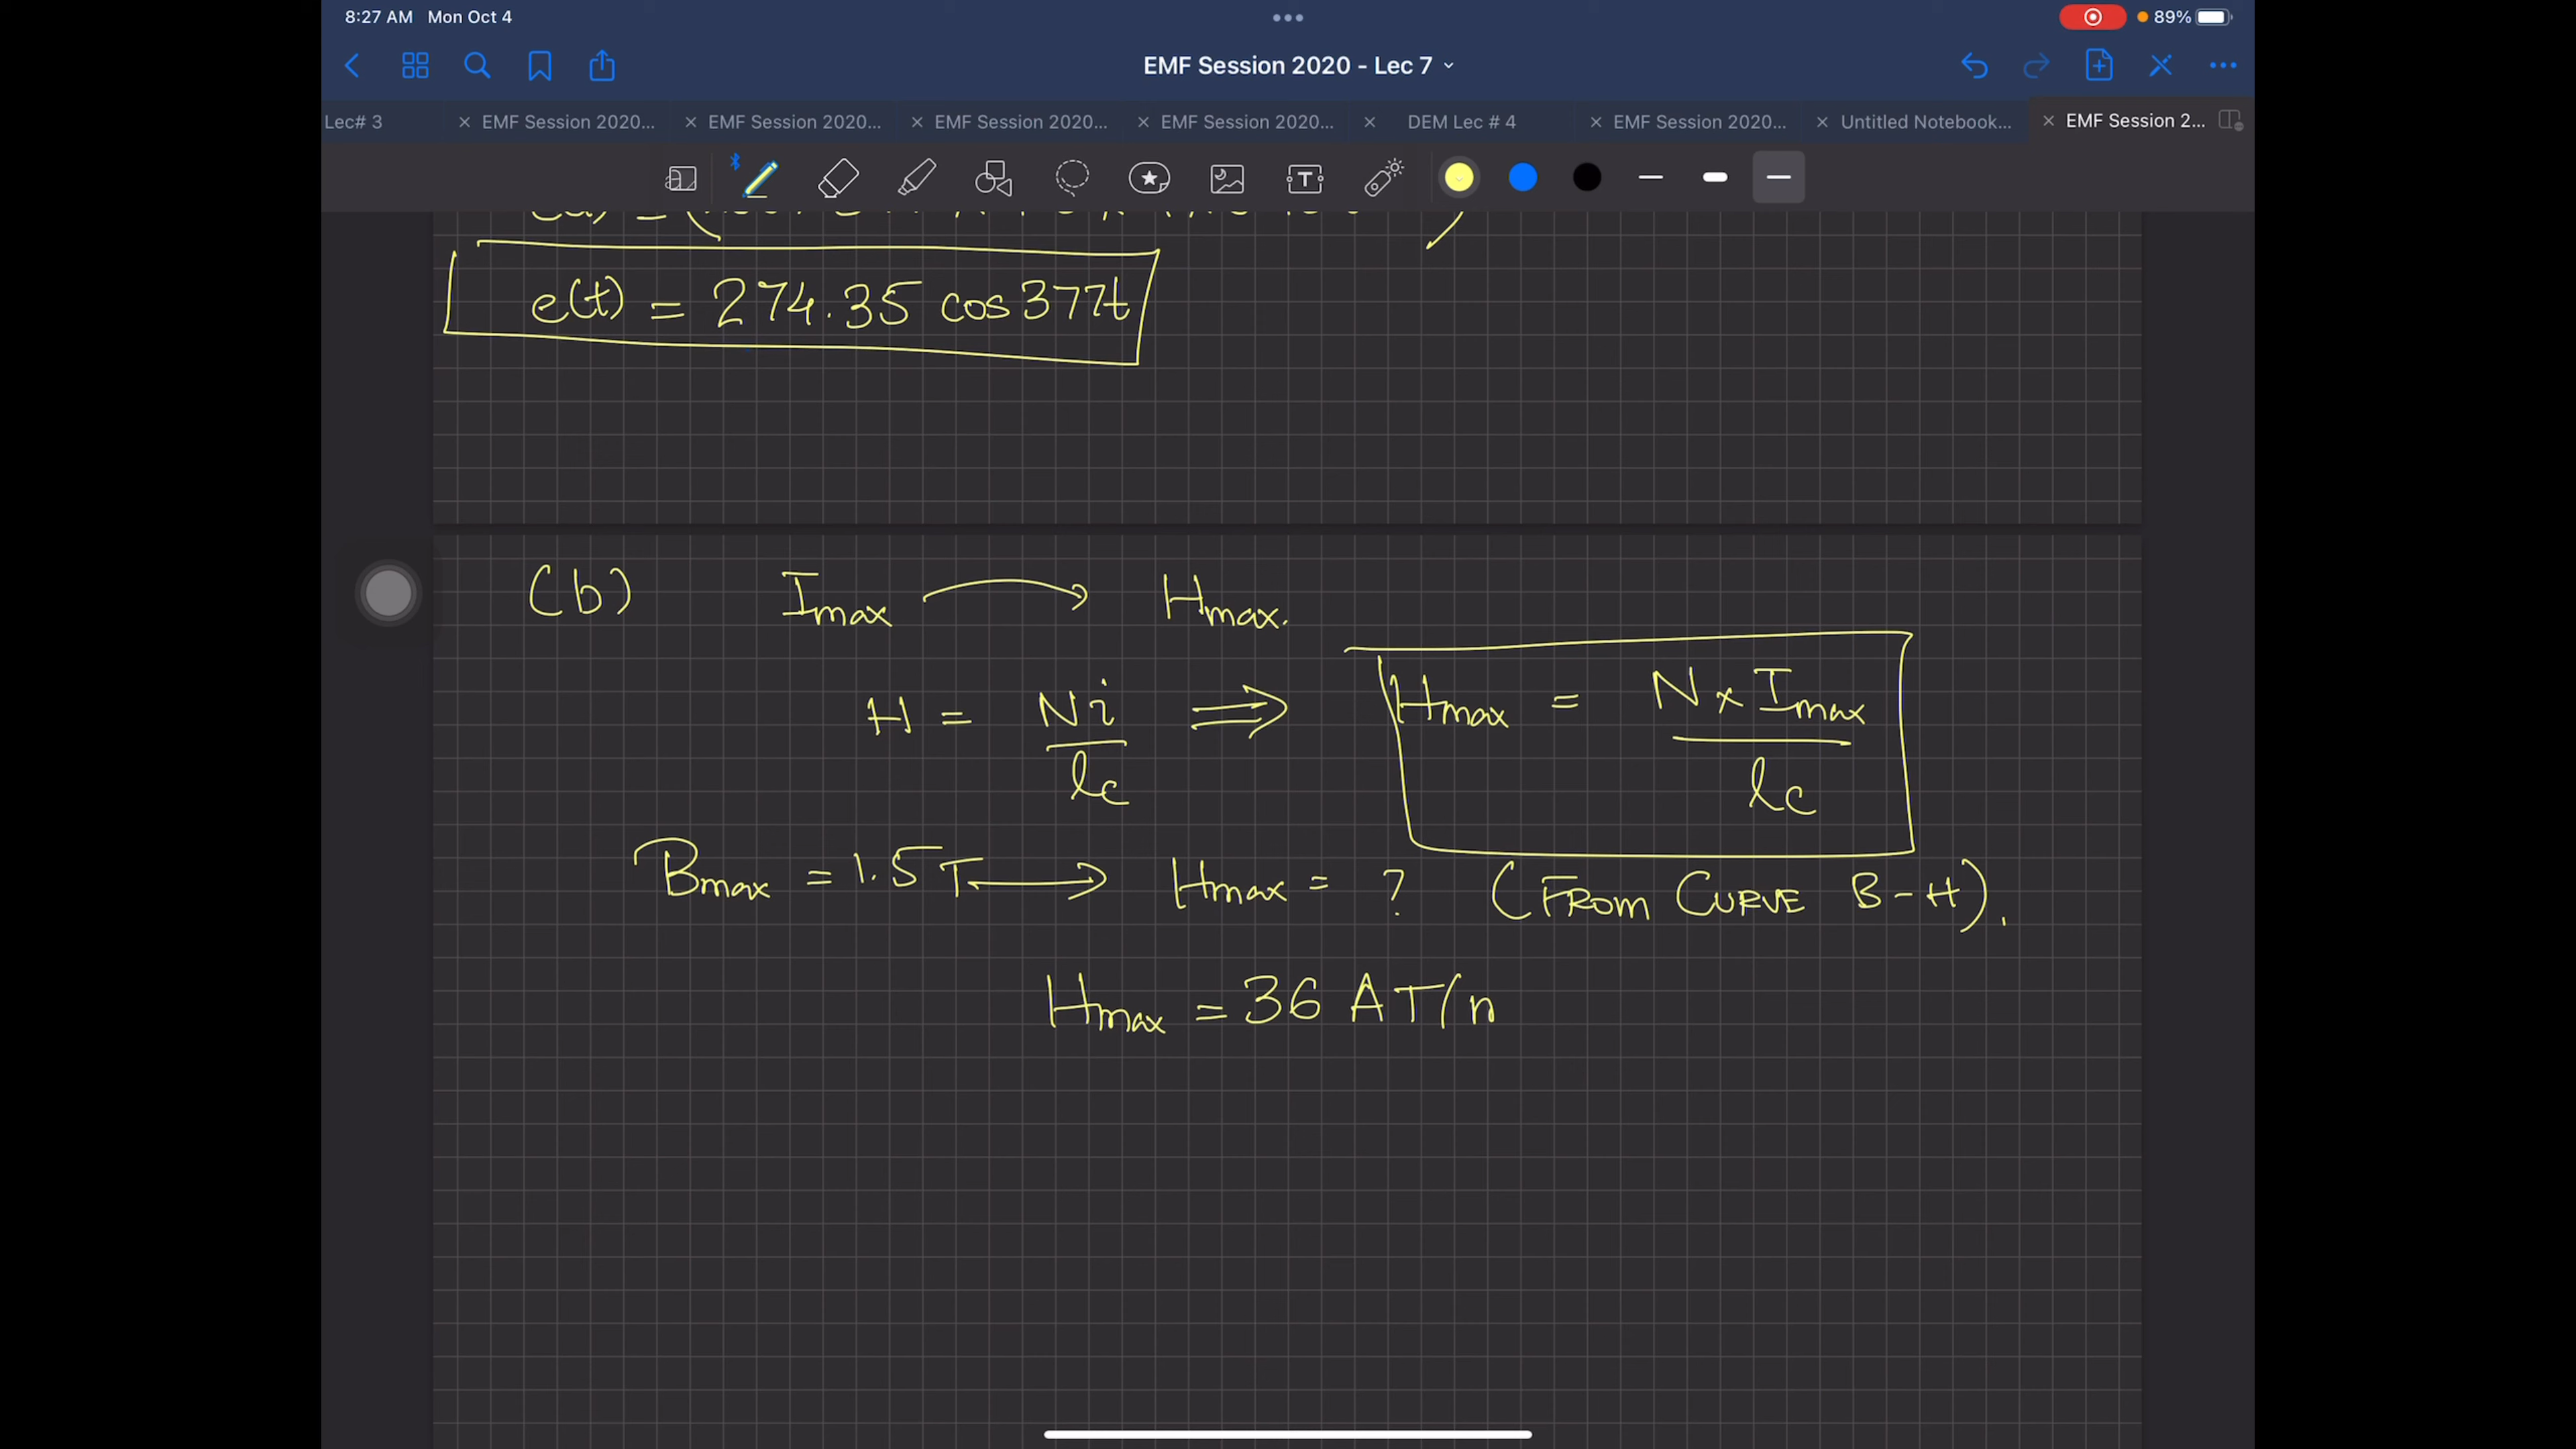 8:27 AM Mon Oct 4
89%
EMF Session 2020 - Lec 7
Lec# 3
EMF Session 2020...
EMF Session 2020...
EMF Session 2020...
EMF Session 2020...
DEM Lec # 4
EMF Session 2020...
Untitled Notebook...
EMF Session 2...
e(t) = 274.35 cos377t
(b) Imax Hmax.
H = Ni / lc ⇒ Hmax = N x Imax / lc
Bmax = 1.5 T → Hmax = ? (FROM CURVE B-H).
Hmax = 36 AT/n